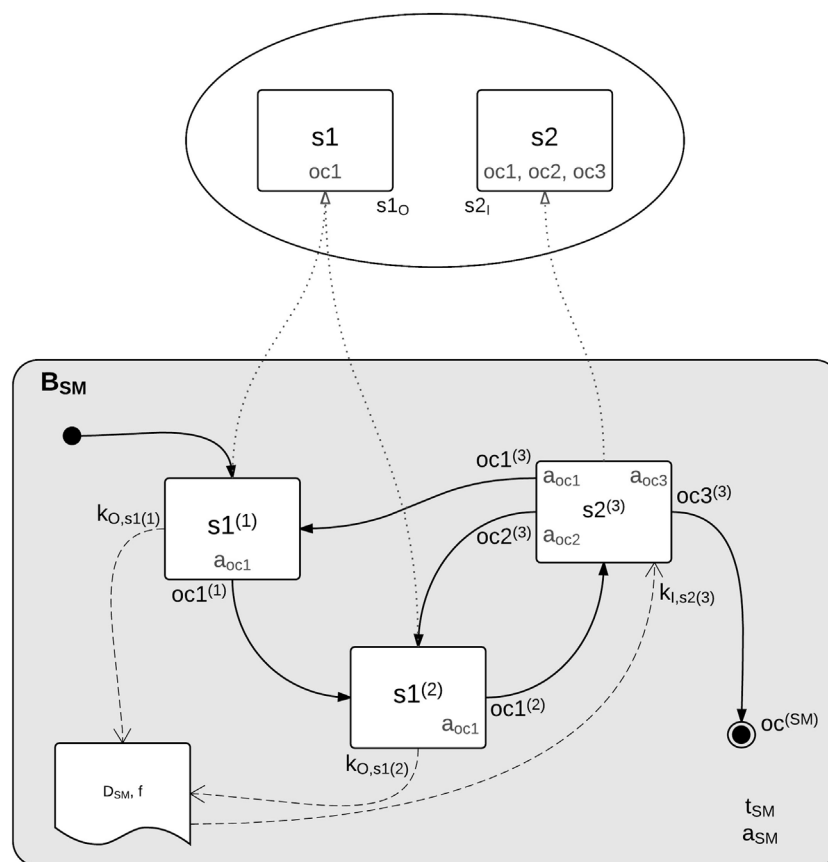 s1
oc1
s1O
s2
oc1, oc2, oc3
s2I
BSM
oc1(3)
aoc1
aoc3
oc3(3)
kO,s1(1)
s1(1)
s2(3)
aoc1
oc2(3)
aoc2
oc1(1)
kI,s2(3)
s1(2)
aoc1
oc1(2)
oc(SM)
kO,s1(2)
DSM, f
tSM
aSM